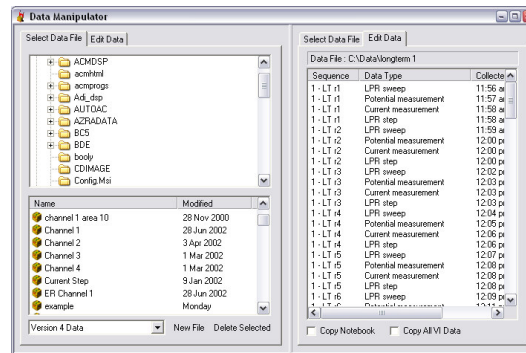 Data Manipulator
Select Data File
Edit Data
ACMDSP
acmhtml
acmprogs
Adi_dsp
AUTOAC
AZRADATA
BC5
BDE
booly
CDIMAGE
Config.Msi
Name Modified
channel 1 area 10 28 Nov 2000
Channel 1 28 Jun 2002
Channel 2 3 Apr 2002
Channel 3 1 Mar 2002
Channel 4 1 Mar 2002
Current Step 9 Jan 2002
ER Channel 1 28 Jun 2002
example Monday
Version 4 Data
New File
Delete Selected
Select Data File
Edit Data
Data File : C:\Data\longterm 1
Sequence Data Type Collecte
1 - LT r1 LPR sweep 11:56 a
1 - LT r1 Potential measurement 11:57 a
1 - LT r1 Current measurement 11:58 a
1 - LT r1 LPR step 11:58 a
1 - LT r2 LPR sweep 11:59 a
1 - LT r2 Potential measurement 12:00 p
1 - LT r2 Current measurement 12:00 p
1 - LT r2 LPR step 12:00 p
1 - LT r3 LPR sweep 12:02 p
1 - LT r3 Potential measurement 12:03 p
1 - LT r3 Current measurement 12:03 p
1 - LT r3 LPR step 12:03 p
1 - LT r4 LPR sweep 12:04 p
1 - LT r4 Potential measurement 12:05 p
1 - LT r4 Current measurement 12:06 p
1 - LT r4 LPR step 12:06 p
1 - LT r5 LPR sweep 12:07 p
1 - LT r5 Potential measurement 12:08 p
1 - LT r5 Current measurement 12:08 p
1 - LT r5 LPR step 12:08 p
1 - LT r6 LPR sweep 12:09 p
Copy Notebook
Copy All VI Data